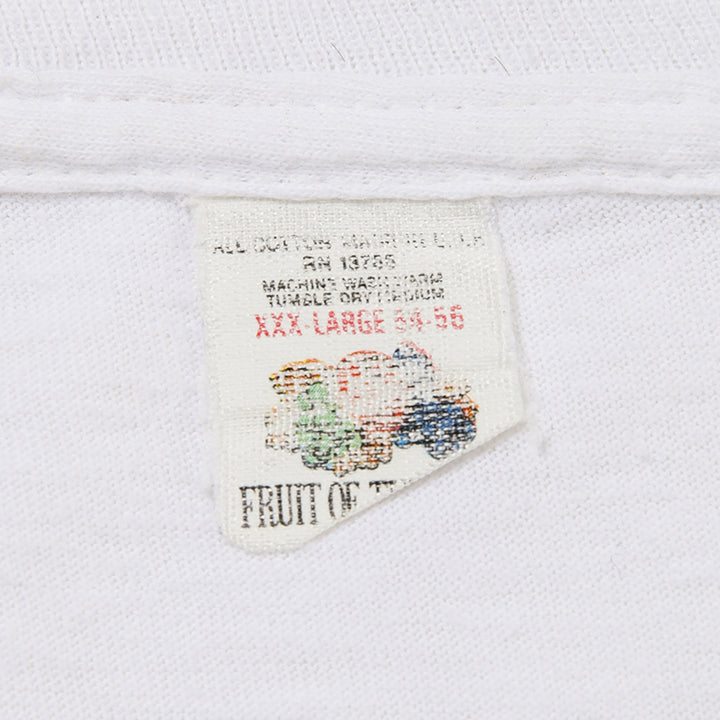 ALL COTTON MADE IN U.S.A.
RN 13765
MACHINE WASH WARM
TUMBLE DRY MEDIUM
XXX-LARGE 54-56
FRUIT OF